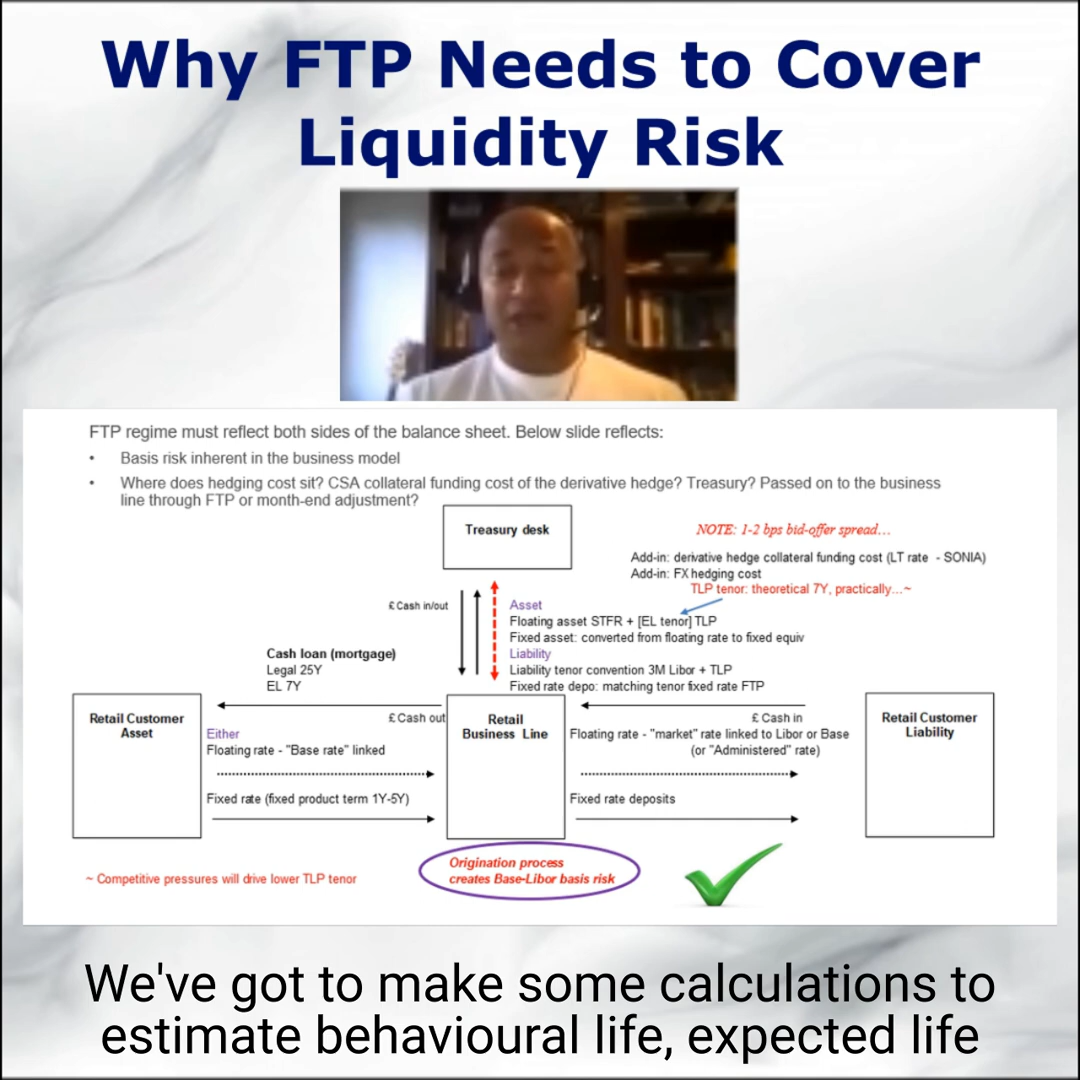 Why FTP Needs to Cover
Liquidity Risk
FTP regime must reflect both sides of the balance sheet. Below slide reflects:
• Basis risk inherent in the business model
• Where does hedging cost sit? CSA collateral funding cost of the derivative hedge? Treasury? Passed on to the business
line through FTP or month-end adjustment?
Treasury desk
NOTE: 1-2 bps bid-offer spread...
Add-in: derivative hedge collateral funding cost (LT rate - SONIA)
Add-in: FX hedging cost
TLP tenor: theoretical 7Y, practically...~
£ Cash in/out
Asset
Floating asset STFR + [EL tenor] TLP
Fixed asset: converted from floating rate to fixed equiv
Liability
Liability tenor convention 3M Libor + TLP
Fixed rate depo: matching tenor fixed rate FTP
Cash loan (mortgage)
Legal 25Y
EL 7Y
Retail Customer
Asset
£ Cash out
Either
Floating rate - "Base rate" linked
Fixed rate (fixed product term 1Y-5Y)
Retail
Business Line
£ Cash in
Floating rate - "market" rate linked to Libor or Base
(or "Administered" rate)
Fixed rate deposits
Retail Customer
Liability
Origination process
creates Base-Libor basis risk
~ Competitive pressures will drive lower TLP tenor
We've got to make some calculations to
estimate behavioural life, expected life